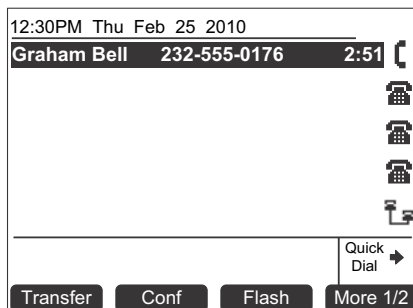 12:30PM Thu Feb 25 2010
Graham Bell 232-555-0176 2:51
Quick
Dial
Transfer Conf Flash More 1/2